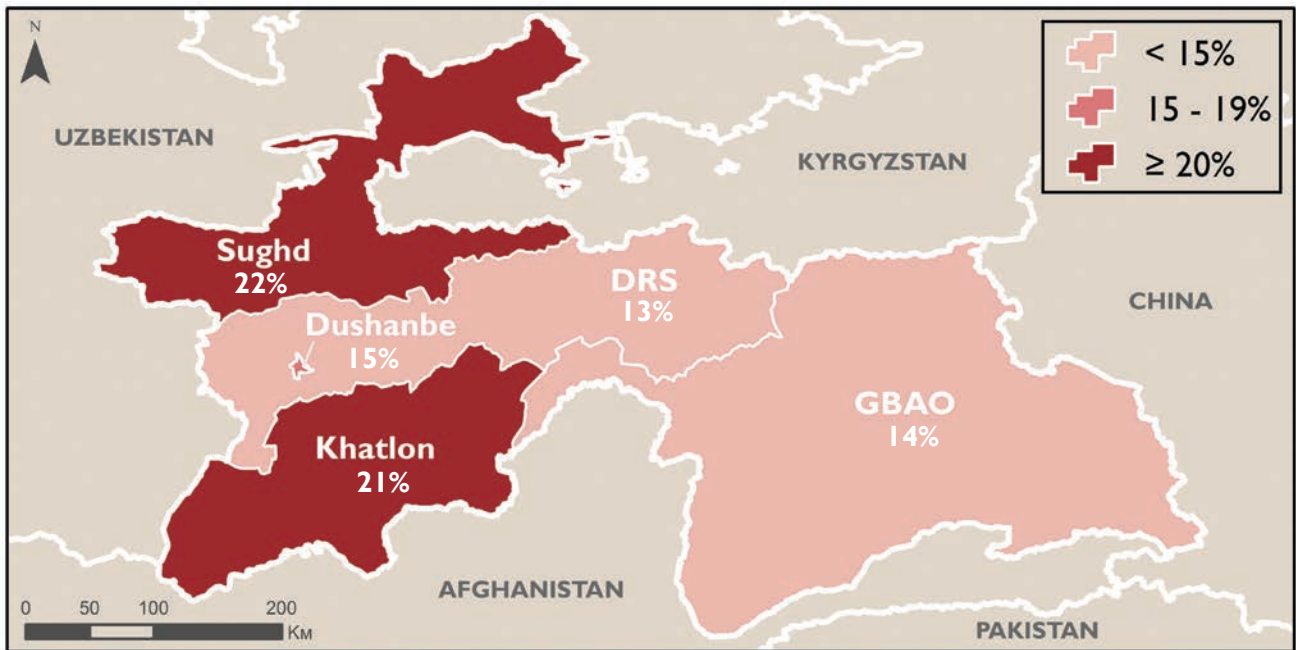 N
< 15%
15 - 19%
≥ 20%
UZBEKISTAN
KYRGYZSTAN
Sughd
22%
DRS
13%
CHINA
Dushanbe
15%
GBAO
14%
Khatlon
21%
AFGHANISTAN
PAKISTAN
0 50 100 200
Км